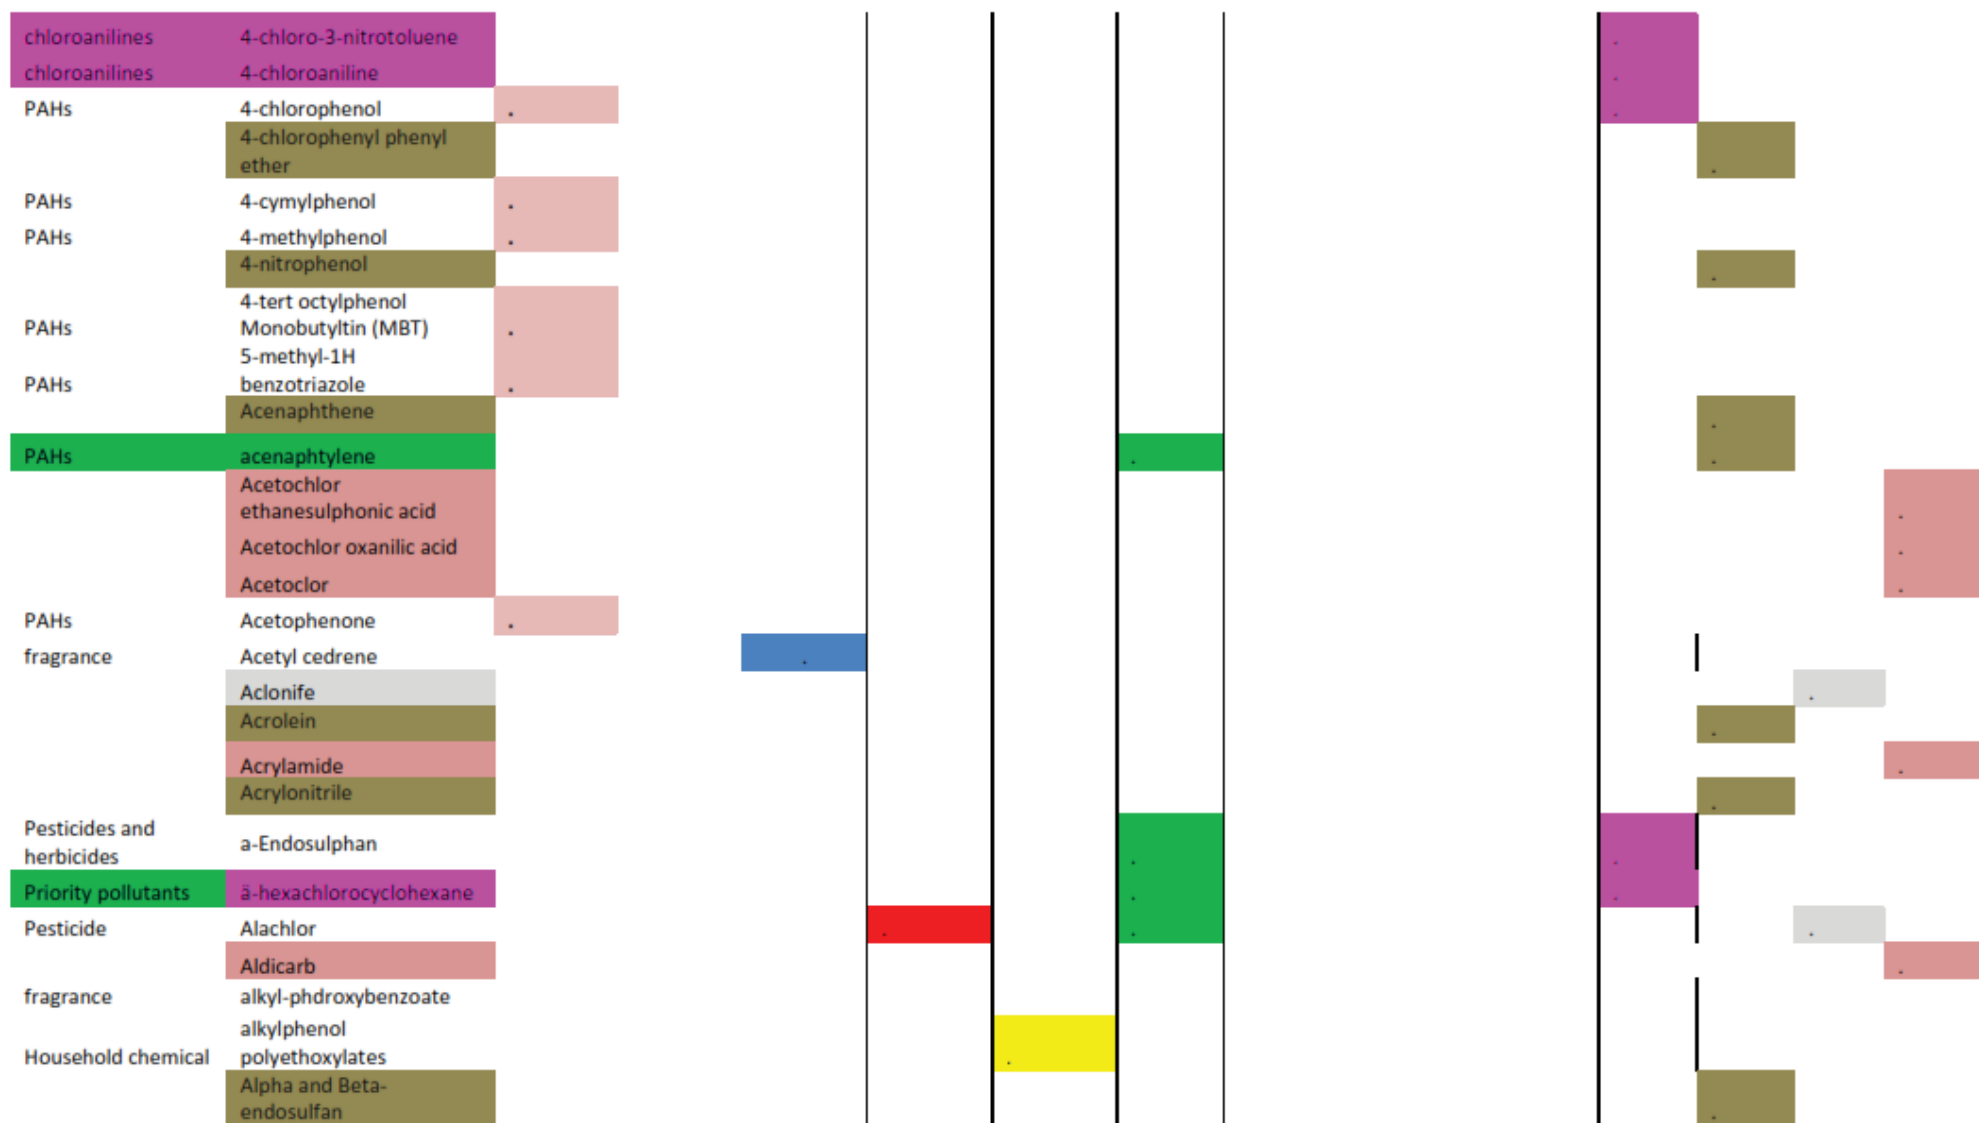 chloroanilines 4-chloro-3-nitrotoluene . 
chloroanilines 4-chloroaniline .
PAHs 4-chlorophenol . .
4-chlorophenyl phenyl
ether .
PAHs 4-cymylphenol .
PAHs 4-methylphenol .
4-nitrophenol .
4-tert octylphenol
PAHs Monobutyltin (MBT) .
5-methyl-1H
PAHs benzotriazole .
Acenaphthene .
PAHs acenaphtylene . .
Acetochlor
ethanesulphonic acid .
Acetochlor oxanilic acid .
Acetoclor .
PAHs Acetophenone .
fragrance Acetyl cedrene .
Aclonife .
Acrolein .
Acrylamide .
Acrylonitrile .
Pesticides and
herbicides a-Endosulphan . .
Priority pollutants ä-hexachlorocyclohexane . .
Pesticide Alachlor . . .
Aldicarb .
fragrance alkyl-phdroxybenzoate
alkylphenol
Household chemical polyethoxylates .
Alpha and Beta-
endosulfan .